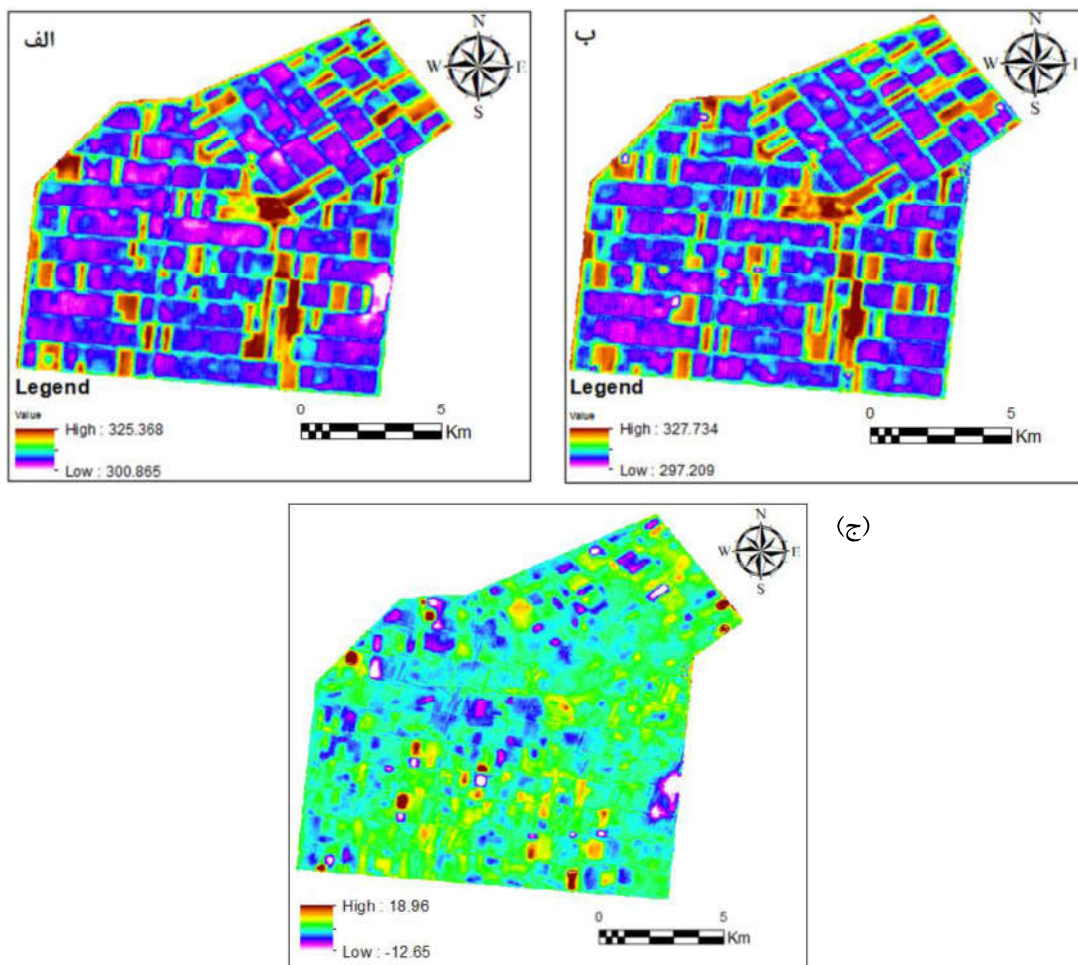 الف
N
W E
S
Legend
Value
High : 325.368
Low : 300.865
0 5
Km
ب
N
W E
S
Legend
Value
High : 327.734
Low : 297.209
0 5
Km
(ج)
N
W E
S
High : 18.96
Low : -12.65
0 5
Km